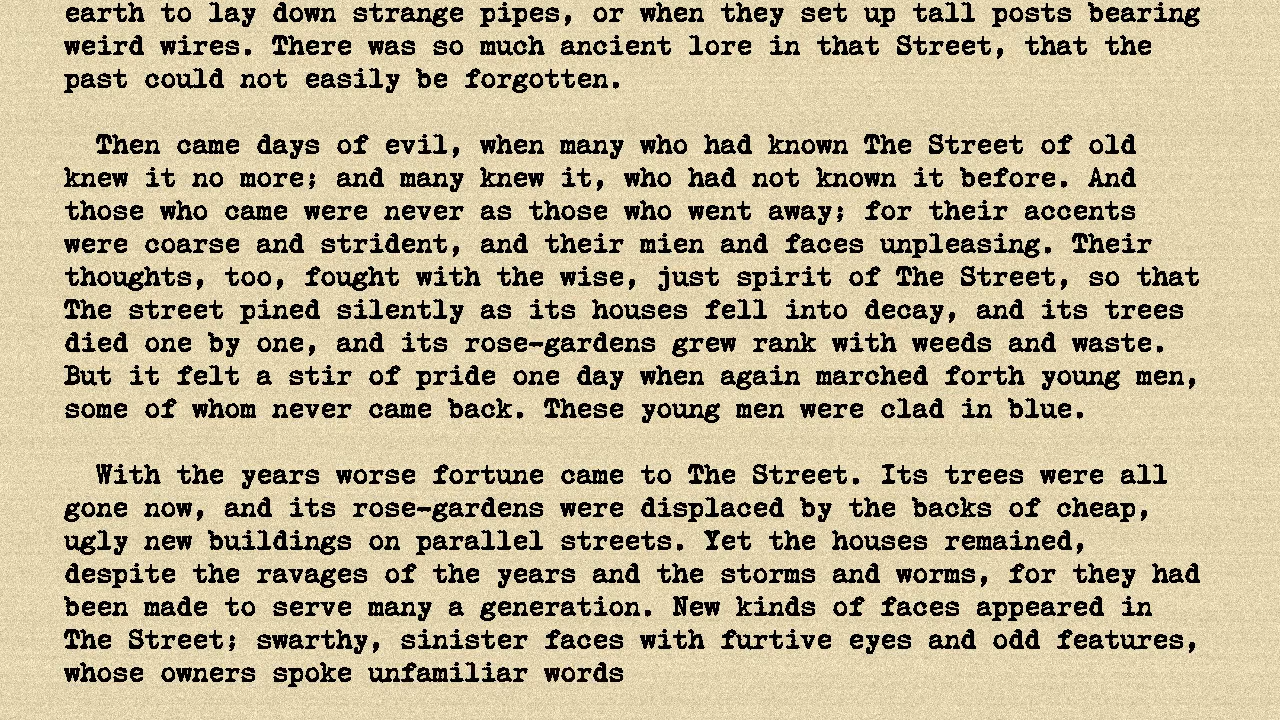 earth to lay down strange pipes, or when they set up tall posts bearing
weird wires. There was so much ancient lore in that Street, that the
past could not easily be forgotten.
Then came days of evil, when many who had known The Street of old
knew it no more; and many knew it, who had not known it before. And
those who came were never as those who went away; for their accents
were coarse and strident, and their mien and faces unpleasing. Their
thoughts, too, fought with the wise, just spirit of The Street, so that
The street pined silently as its houses fell into decay, and its trees
died one by one, and its rose-gardens grew rank with weeds and waste.
But it felt a stir of pride one day when again marched forth young men,
some of whom never came back. These young men were clad in blue.
With the years worse fortune came to The Street. Its trees were all
gone now, and its rose-gardens were displaced by the backs of cheap,
ugly new buildings on parallel streets. Yet the houses remained,
despite the ravages of the years and the storms and worms, for they had
been made to serve many a generation. New kinds of faces appeared in
The Street; swarthy, sinister faces with furtive eyes and odd features,
whose owners spoke unfamiliar words